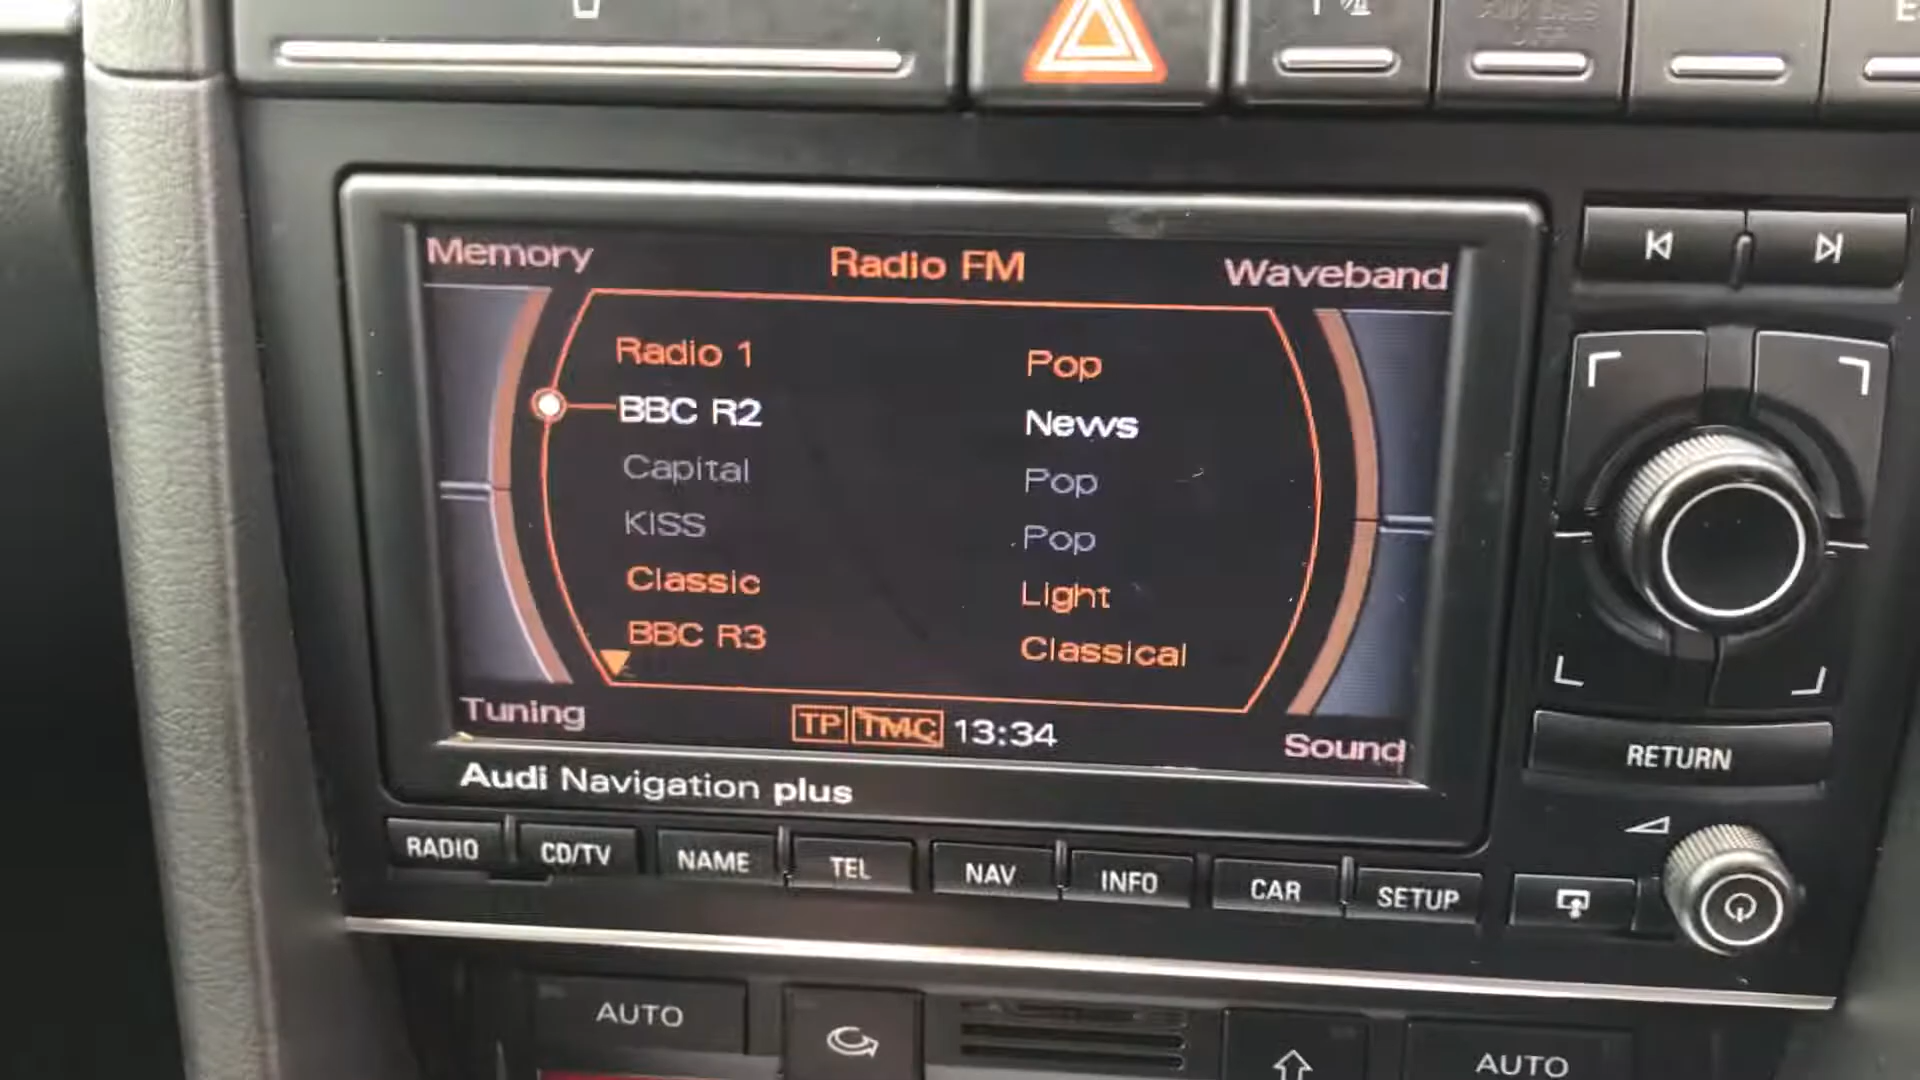 Memory Radio FM Waveband
Radio 1 Pop
BBC R2 News
Capital Pop
KISS Pop
Classic Light
BBC R3 Classical
Tuning TP TMC 13:34 Sound
Audi Navigation plus
RADIO CD/TV NAME TEL NAV INFO CAR SETUP
RETURN
AUTO AUTO